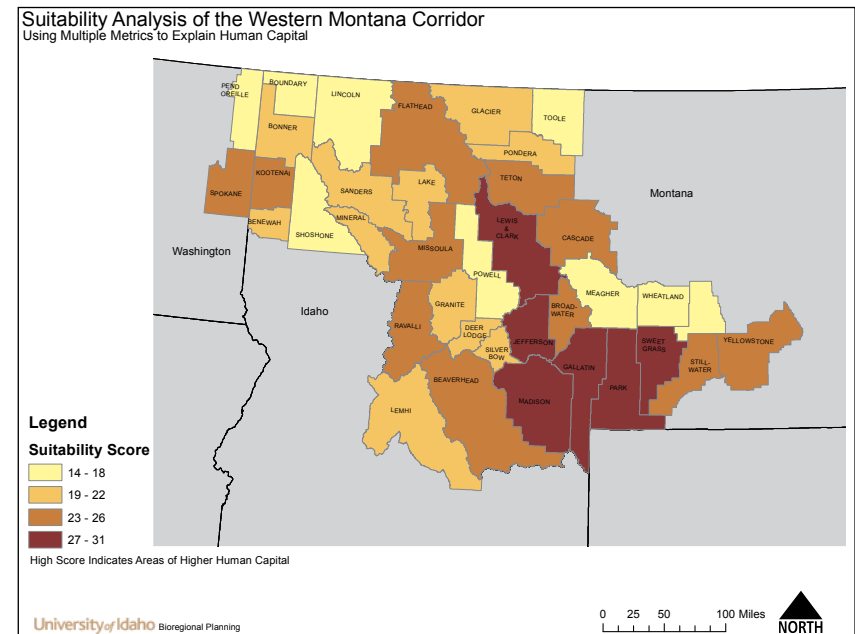 Suitability Analysis of the Western Montana Corridor
Using Multiple Metrics to Explain Human Capital
PEND
OREILLE
BOUNDARY
LINCOLN
FLATHEAD
GLACIER
TOOLE
BONNER
PONDERA
KOOTENAI
TETON
SPOKANE
SANDERS
LAKE
Montana
BENEWAH
MINERAL
LEWIS
&
CLARK
CASCADE
SHOSHONE
MISSOULA
Washington
POWELL
MEAGHER
WHEATLAND
Idaho
GRANITE
BROAD-
WATER
RAVALLI
DEER
LODGE
JEFFERSON
SWEET
GRASS
YELLOWSTONE
SILVER
BOW
GALLATIN
STILL-
WATER
BEAVERHEAD
PARK
MADISON
LEMHI
Legend
Suitability Score
14 - 18
19 - 22
23 - 26
27 - 31
High Score Indicates Areas of Higher Human Capital
University of Idaho Bioregional Planning
0 25 50 100 Miles
NORTH